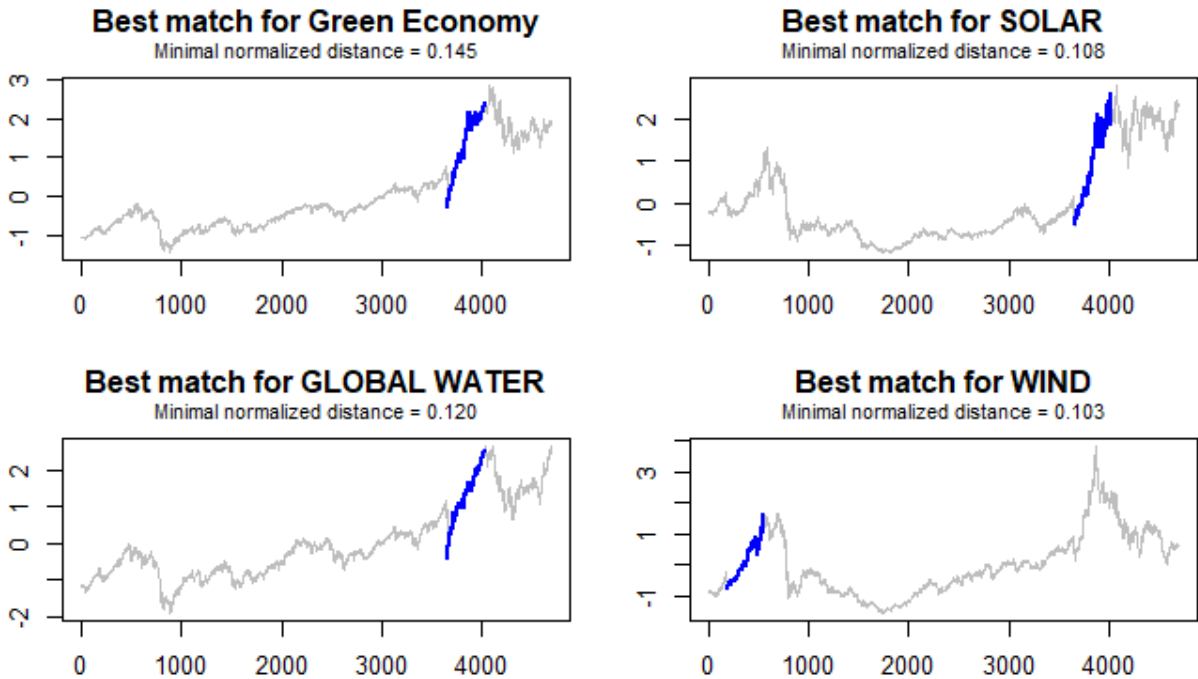 Best match for Green Economy
Minimal normalized distance = 0.145
3
2
1
0
-1
0 1000 2000 3000 4000
Best match for SOLAR
Minimal normalized distance = 0.108
2
1
0
-1
0 1000 2000 3000 4000
Best match for GLOBAL WATER
Minimal normalized distance = 0.120
2
1
0
-2
0 1000 2000 3000 4000
Best match for WIND
Minimal normalized distance = 0.103
3
1
-1
0 1000 2000 3000 4000